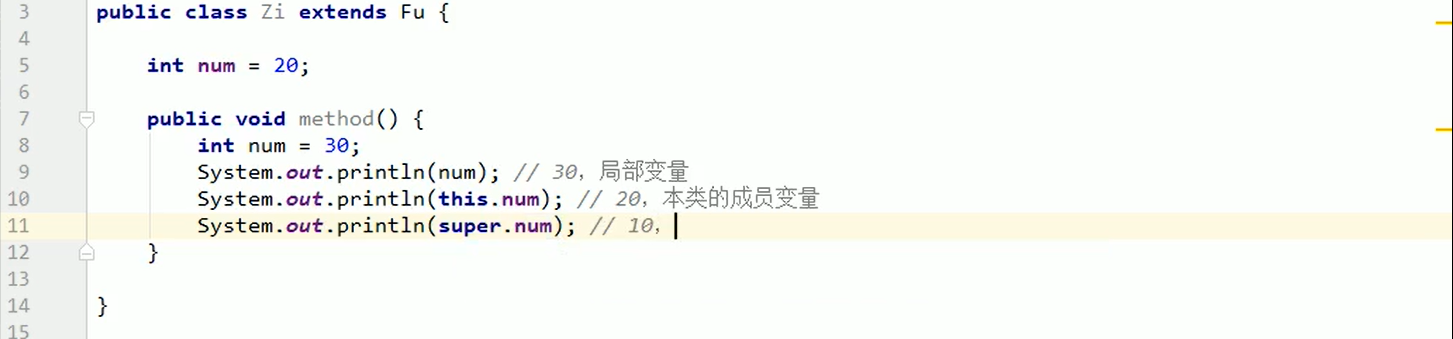 3 public class Zi extends Fu {
4
5 int num = 20;
6
7 public void method() {
8 int num = 30;
9 System.out.println(num); // 30，局部变量
10 System.out.println(this.num); // 20，本类的成员变量
11 System.out.println(super.num); // 10，
12 }
13
14 }
15